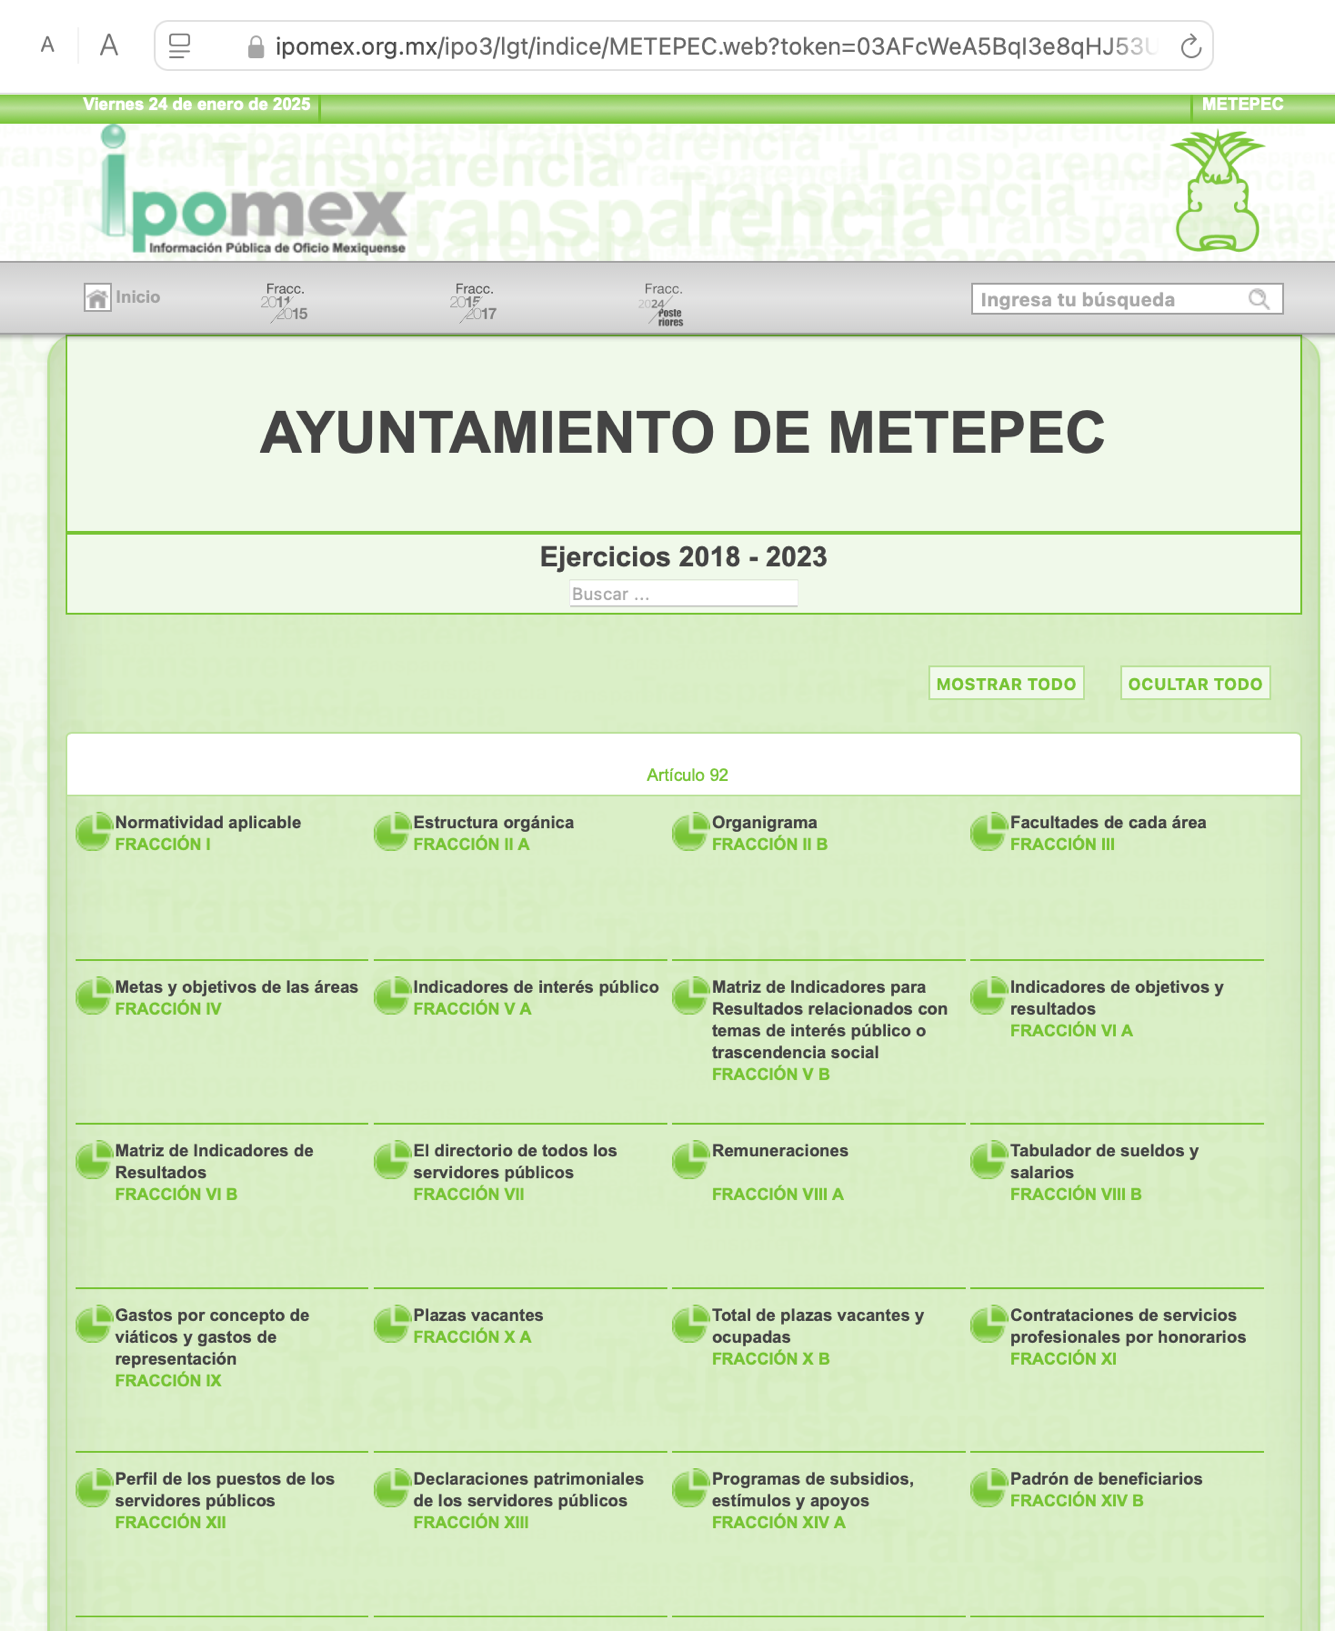 A A ipomex.org.mx/ipo3/lgt/indice/METEPEC.web?token=03AFcWeA5BqI3e8qHJ53U
Viernes 24 de enero de 2025 METEPEC
ipomex
Información Pública de Oficio Mexiquense
Inicio
Fracc. 2011/2015
Fracc. 2015/2017
Fracc. 2024/Posteriores
Ingresa tu búsqueda
AYUNTAMIENTO DE METEPEC
Ejercicios 2018 - 2023
Buscar ...
MOSTRAR TODO OCULTAR TODO
Artículo 92
Normatividad aplicable
FRACCIÓN I
Estructura orgánica
FRACCIÓN II A
Organigrama
FRACCIÓN II B
Facultades de cada área
FRACCIÓN III
Metas y objetivos de las áreas
FRACCIÓN IV
Indicadores de interés público
FRACCIÓN V A
Matriz de Indicadores para
Resultados relacionados con
temas de interés público o
trascendencia social
FRACCIÓN V B
Indicadores de objetivos y
resultados
FRACCIÓN VI A
Matriz de Indicadores de
Resultados
FRACCIÓN VI B
El directorio de todos los
servidores públicos
FRACCIÓN VII
Remuneraciones
FRACCIÓN VIII A
Tabulador de sueldos y
salarios
FRACCIÓN VIII B
Gastos por concepto de
viáticos y gastos de
representación
FRACCIÓN IX
Plazas vacantes
FRACCIÓN X A
Total de plazas vacantes y
ocupadas
FRACCIÓN X B
Contrataciones de servicios
profesionales por honorarios
FRACCIÓN XI
Perfil de los puestos de los
servidores públicos
FRACCIÓN XII
Declaraciones patrimoniales
de los servidores públicos
FRACCIÓN XIII
Programas de subsidios,
estímulos y apoyos
FRACCIÓN XIV A
Padrón de beneficiarios
FRACCIÓN XIV B